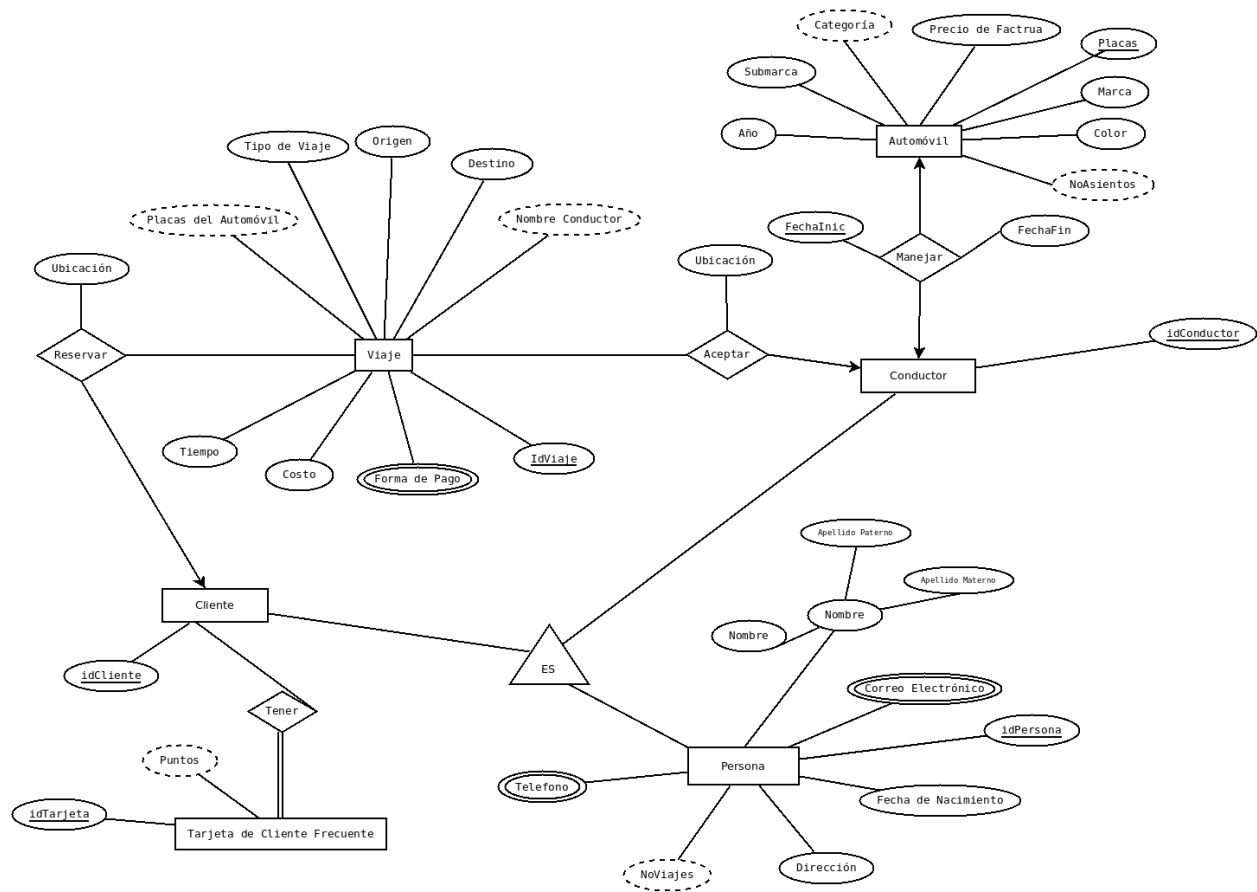 Categoría
Precio de Factrua
Placas
Submarca
Marca
Año
Automóvil
Color
NoAsientos
Tipo de Viaje
Origen
Destino
Placas del Automóvil
Nombre Conductor
FechaInic
FechaFin
Manejar
Ubicación
Ubicación
Reservar
Viaje
Aceptar
Conductor
idConductor
Tiempo
Costo
Forma de Pago
IdViaje
Apellido Paterno
Apellido Materno
Nombre
Nombre
Cliente
ES
idCliente
Tener
Correo Electrónico
idPersona
Puntos
Persona
Telefono
Fecha de Nacimiento
idTarjeta
Tarjeta de Cliente Frecuente
NoViajes
Dirección